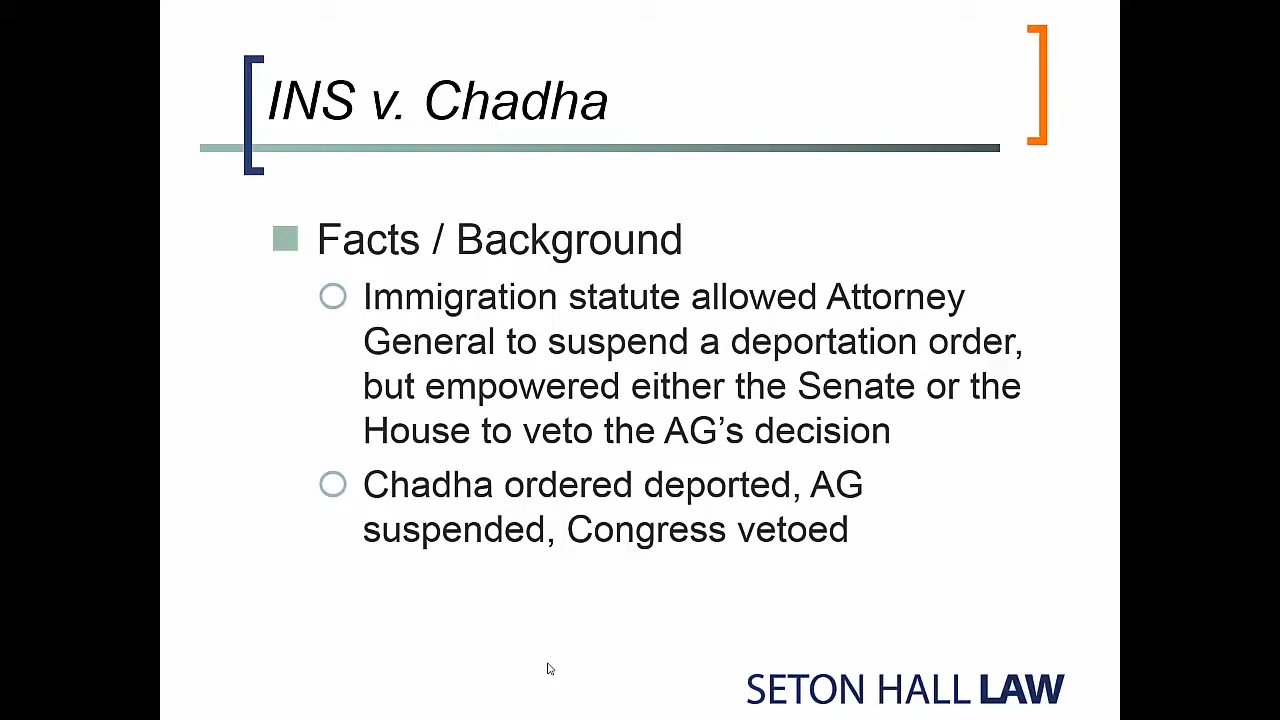 INS v. Chadha
Facts / Background
Immigration statute allowed Attorney
General to suspend a deportation order,
but empowered either the Senate or the
House to veto the AG’s decision
Chadha ordered deported, AG
suspended, Congress vetoed
SETON HALL LAW